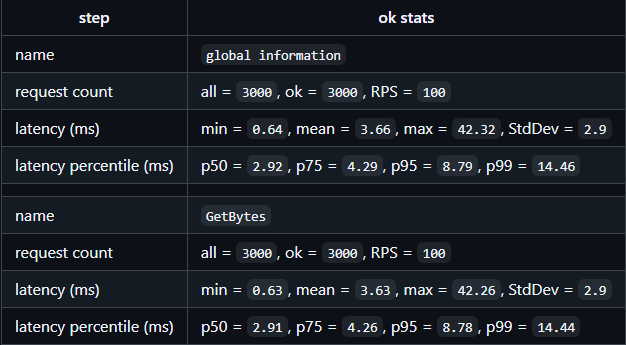 step ok stats
name global information
request count all = 3000, ok = 3000, RPS = 100
latency (ms) min = 0.64, mean = 3.66, max = 42.32, StdDev = 2.9
latency percentile (ms) p50 = 2.92, p75 = 4.29, p95 = 8.79, p99 = 14.46
name GetBytes
request count all = 3000, ok = 3000, RPS = 100
latency (ms) min = 0.63, mean = 3.63, max = 42.26, StdDev = 2.9
latency percentile (ms) p50 = 2.91, p75 = 4.26, p95 = 8.78, p99 = 14.44